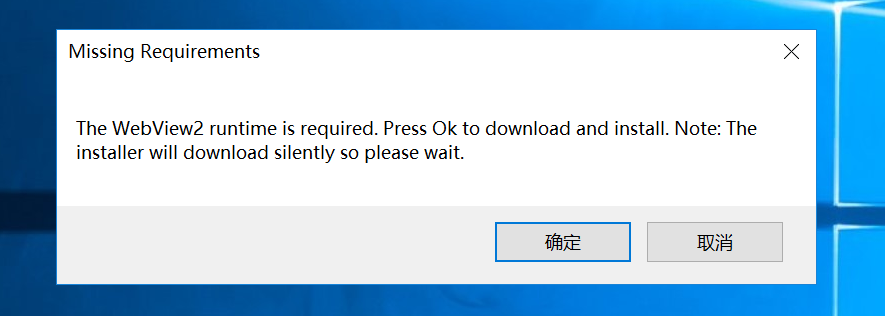 Missing Requirements
The WebView2 runtime is required. Press Ok to download and install. Note: The
installer will download silently so please wait.
确定
取消